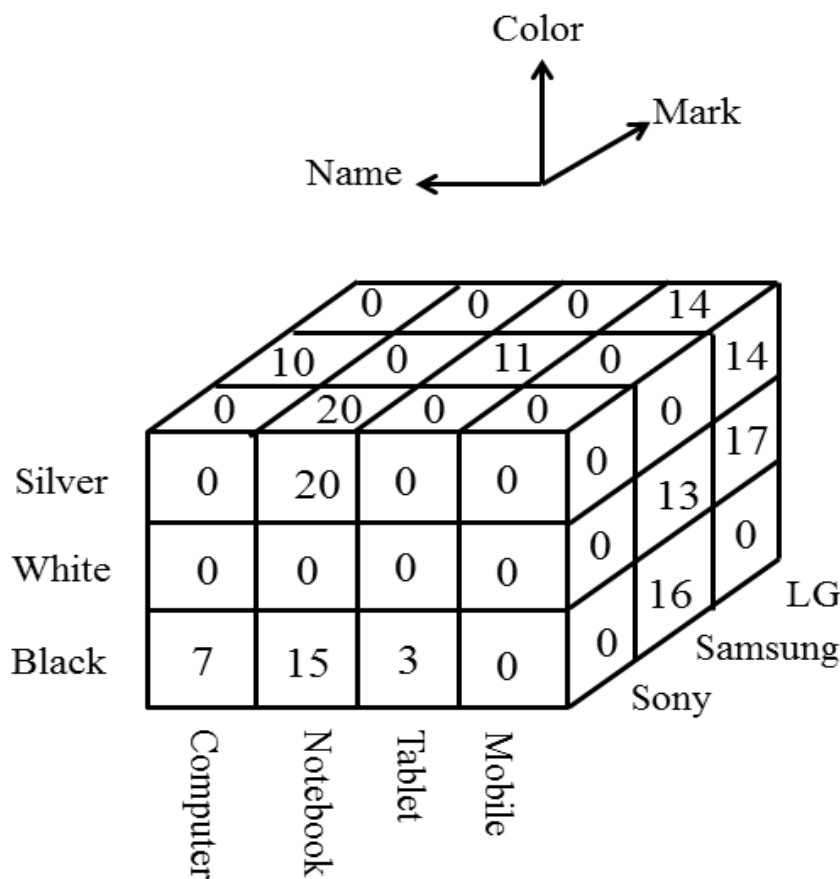 Color
Mark
Name
0 0 0 14
10 0 11 0 14
0 20 0 0 0
Silver 0 20 0 0 0 13 17
White 0 0 0 0 0 16 0
Black 7 15 3 0 0
LG
Samsung
Sony
Computer
Notebook
Tablet
Mobile